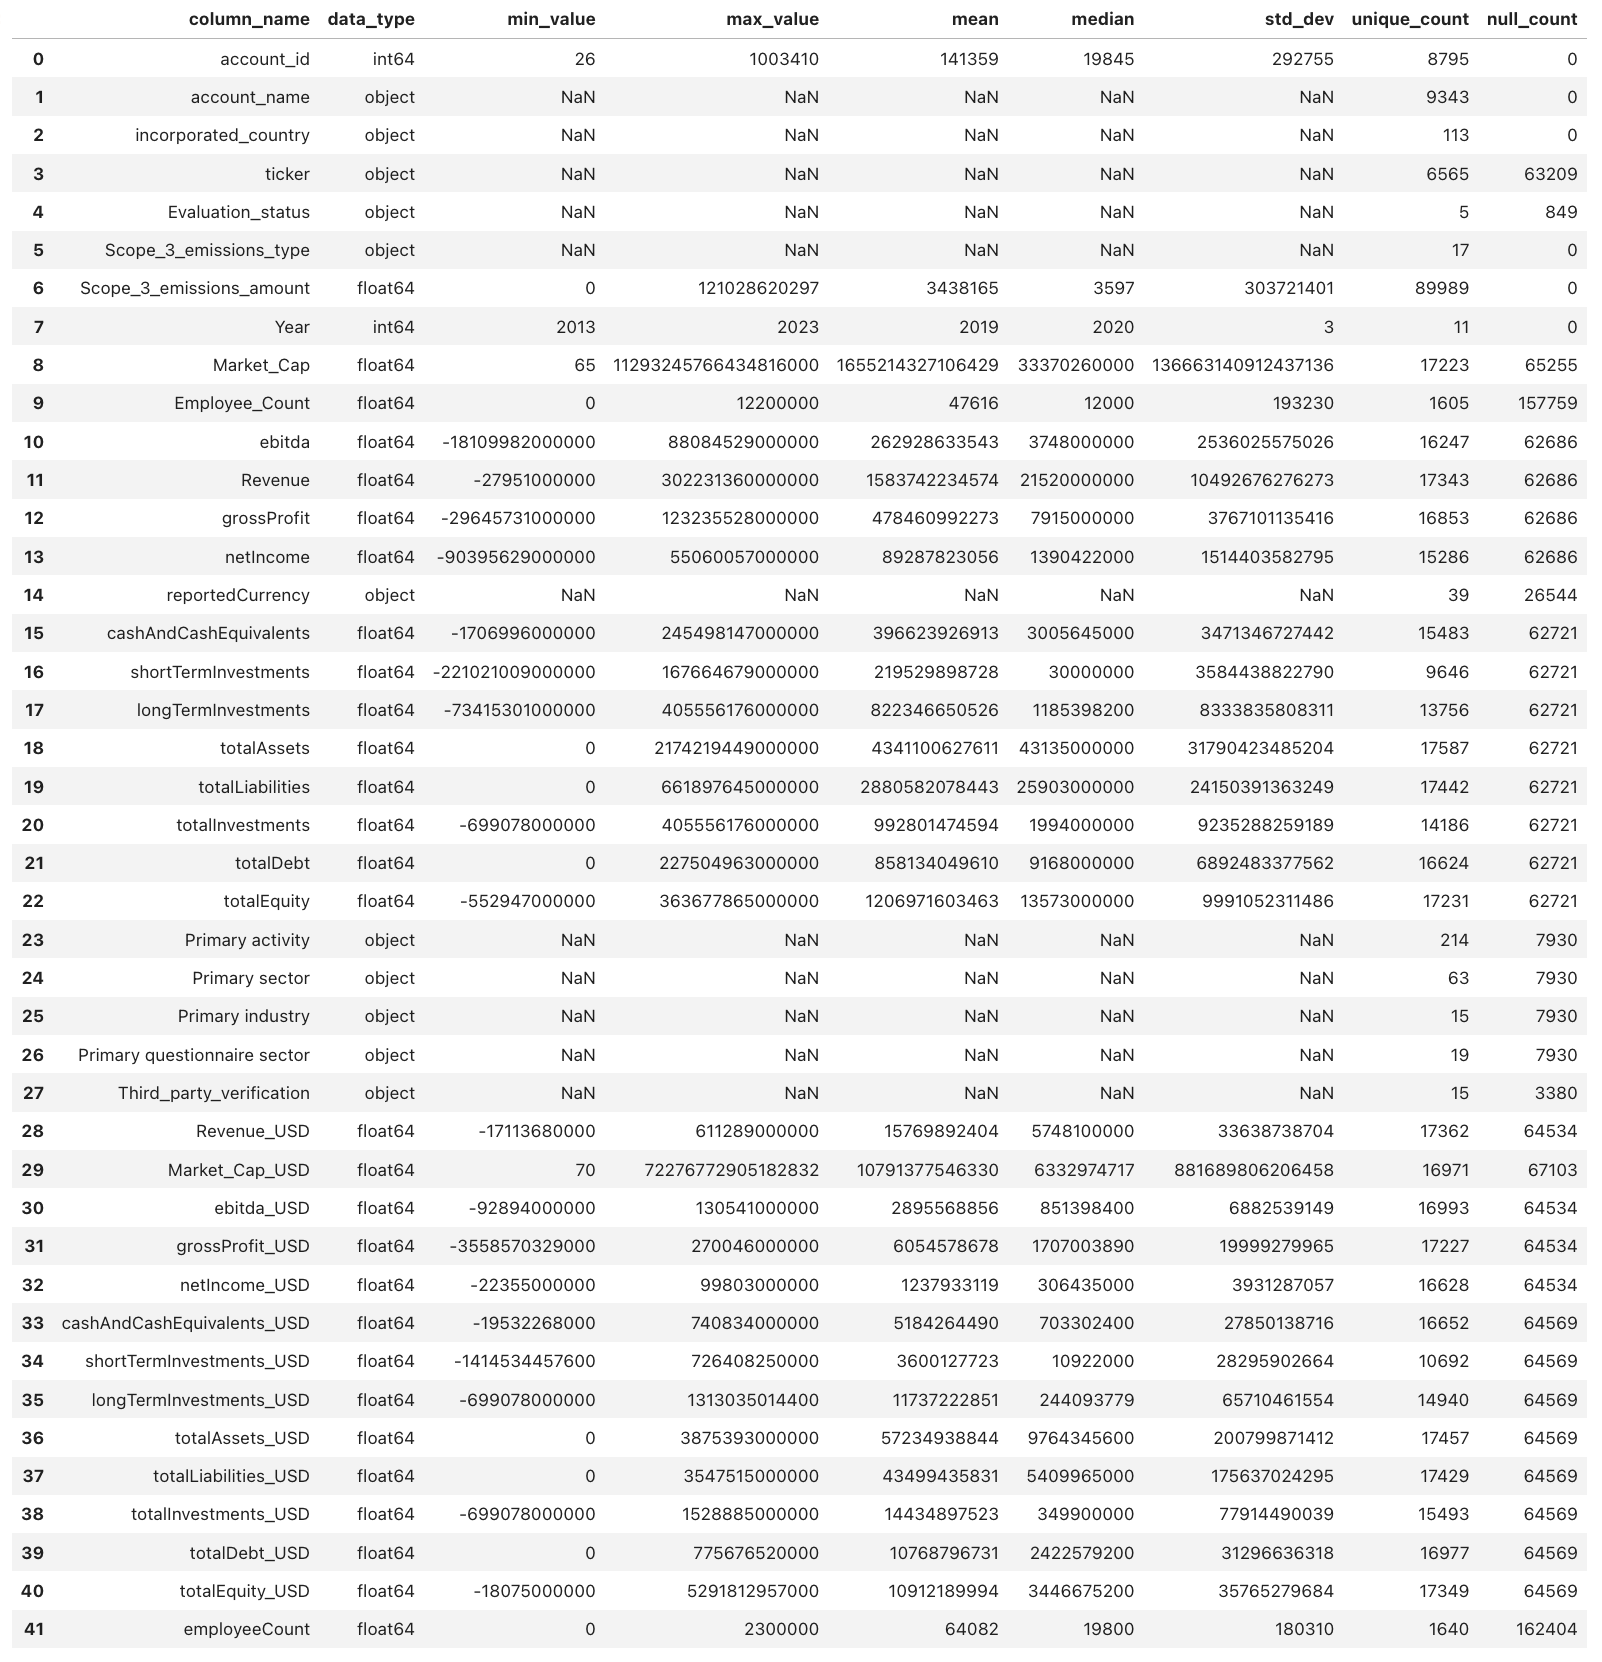 column_name data_type min_value max_value mean median std_dev unique_count null_count
0 account_id int64 26 1003410 141359 19845 292755 8795 0
1 account_name object NaN NaN NaN NaN NaN 9343 0
2 incorporated_country object NaN NaN NaN NaN NaN 113 0
3 ticker object NaN NaN NaN NaN NaN 6565 63209
4 Evaluation_status object NaN NaN NaN NaN NaN 5 849
5 Scope_3_emissions_type object NaN NaN NaN NaN NaN 17 0
6 Scope_3_emissions_amount float64 0 121028620297 3438165 3597 303721401 89989 0
7 Year int64 2013 2023 2019 2020 3 11 0
8 Market_Cap float64 65 11293245766434816000 1655214327106429 33370260000 136663140912437136 17223 65255
9 Employee_Count float64 0 12200000 47616 12000 193230 1605 157759
10 ebitda float64 -18109982000000 88084529000000 262928633543 3748000000 2536025575026 16247 62686
11 Revenue float64 -27951000000 302231360000000 1583742234574 21520000000 10492676276273 17343 62686
12 grossProfit float64 -29645731000000 123235528000000 478460992273 7915000000 3767101135416 16853 62686
13 netIncome float64 -90395629000000 55060057000000 89287823056 1390422000 1514403582795 15286 62686
14 reportedCurrency object NaN NaN NaN NaN NaN 39 26544
15 cashAndCashEquivalents float64 -1706996000000 245498147000000 396623926913 3005645000 3471346727442 15483 62721
16 shortTermInvestments float64 -221021009000000 167664679000000 219529898728 30000000 3584438822790 9646 62721
17 longTermInvestments float64 -73415301000000 405556176000000 822346650526 1185398200 8333835808311 13756 62721
18 totalAssets float64 0 2174219449000000 4341100627611 43135000000 31790423485204 17587 62721
19 totalLiabilities float64 0 661897645000000 2880582078443 25903000000 24150391363249 17442 62721
20 totalInvestments float64 -699078000000 405556176000000 992801474594 1994000000 9235288259189 14186 62721
21 totalDebt float64 0 227504963000000 858134049610 9168000000 6892483377562 16624 62721
22 totalEquity float64 -552947000000 363677865000000 1206971603463 13573000000 9991052311486 17231 62721
23 Primary activity object NaN NaN NaN NaN NaN 214 7930
24 Primary sector object NaN NaN NaN NaN NaN 63 7930
25 Primary industry object NaN NaN NaN NaN NaN 15 7930
26 Primary questionnaire sector object NaN NaN NaN NaN NaN 19 7930
27 Third_party_verification object NaN NaN NaN NaN NaN 15 3380
28 Revenue_USD float64 -17113680000 611289000000 15769892404 5748100000 33638738704 17362 64534
29 Market_Cap_USD float64 70 72276772905182832 10791377546330 6332974717 881689806206458 16971 67103
30 ebitda_USD float64 -92894000000 130541000000 2895568856 851398400 6882539149 16993 64534
31 grossProfit_USD float64 -3558570329000 270046000000 6054578678 1707003890 19999279965 17227 64534
32 netIncome_USD float64 -22355000000 99803000000 1237933119 306435000 3931287057 16628 64534
33 cashAndCashEquivalents_USD float64 -19532268000 740834000000 5184264490 703302400 27850138716 16652 64569
34 shortTermInvestments_USD float64 -1414534457600 726408250000 3600127723 10922000 28295902664 10692 64569
35 longTermInvestments_USD float64 -699078000000 1313035014400 11737222851 244093779 65710461554 14940 64569
36 totalAssets_USD float64 0 3875393000000 57234938844 9764345600 200799871412 17457 64569
37 totalLiabilities_USD float64 0 3547515000000 43499435831 5409965000 175637024295 17429 64569
38 totalInvestments_USD float64 -699078000000 1528885000000 14434897523 349900000 77914490039 15493 64569
39 totalDebt_USD float64 0 775676520000 10768796731 2422579200 31296636318 16977 64569
40 totalEquity_USD float64 -18075000000 5291812957000 10912189994 3446675200 35765279684 17349 64569
41 employeeCount float64 0 2300000 64082 19800 180310 1640 162404